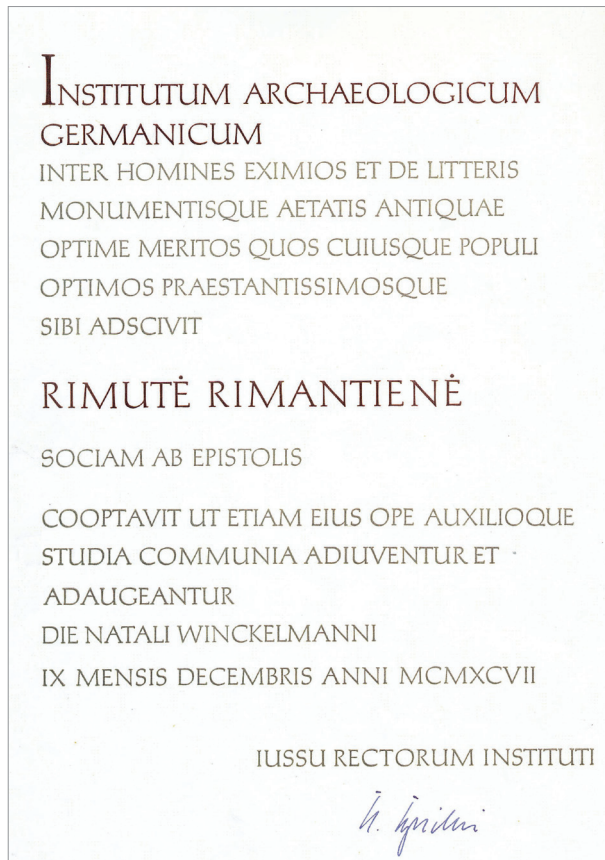 INSTITUTUM ARCHAEOLOGICUM
GERMANICUM
INTER HOMINES EXIMIOS ET DE LITTERIS
MONUMENTISQUE AETATIS ANTIQUAE
OPTIME MERITOS QUOS CUIUSQUE POPULI
OPTIMOS PRAESTANTISSIMOSQUE
SIBI ADSCIVIT
RIMUTĖ RIMANTIENĖ
SOCIAM AB EPISTOLIS
COOPTAVIT UT ETIAM EIUS OPE AUXILIOQUE
STUDIA COMMUNIA ADIUVENTUR ET
ADAUGEANTUR
DIE NATALI WINCKELMANNI
IX MENSIS DECEMBRIS ANNI MCMXCVII
IUSSU RECTORUM INSTITUTI